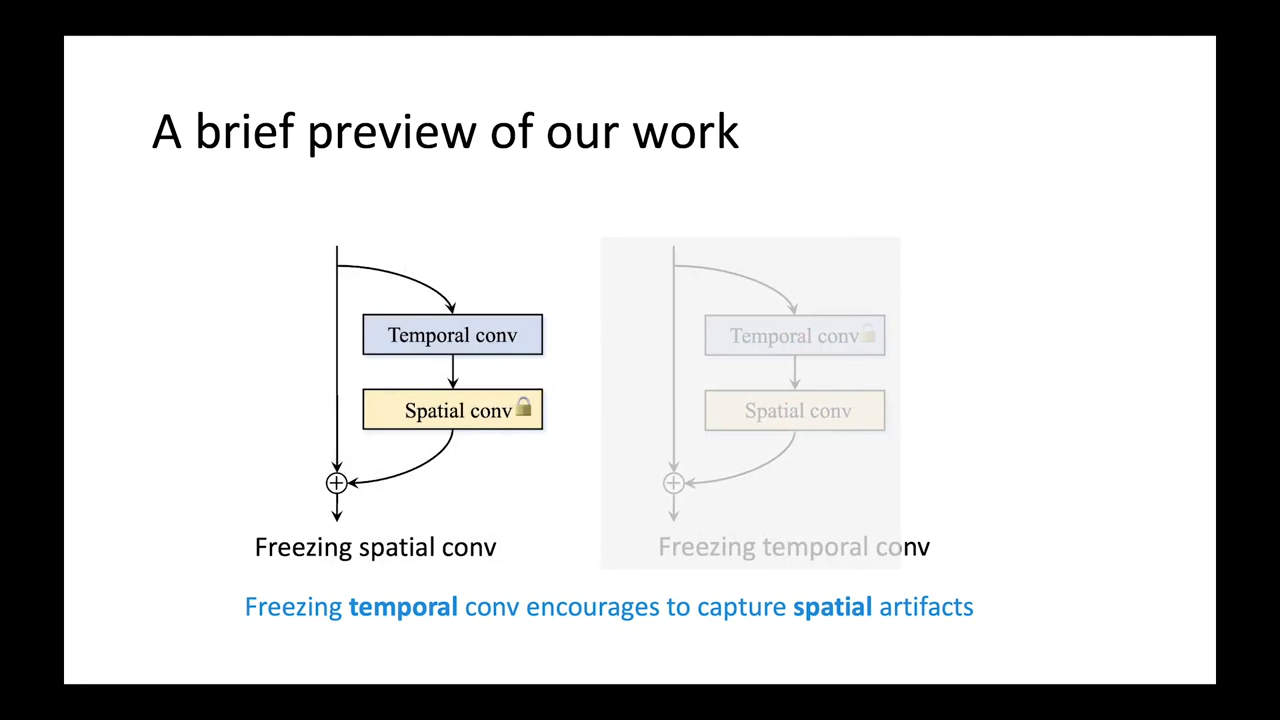 A brief preview of our work
Temporal conv
Spatial conv
Freezing spatial conv
Temporal conv
Spatial conv
Freezing temporal conv
Freezing temporal conv encourages to capture spatial artifacts